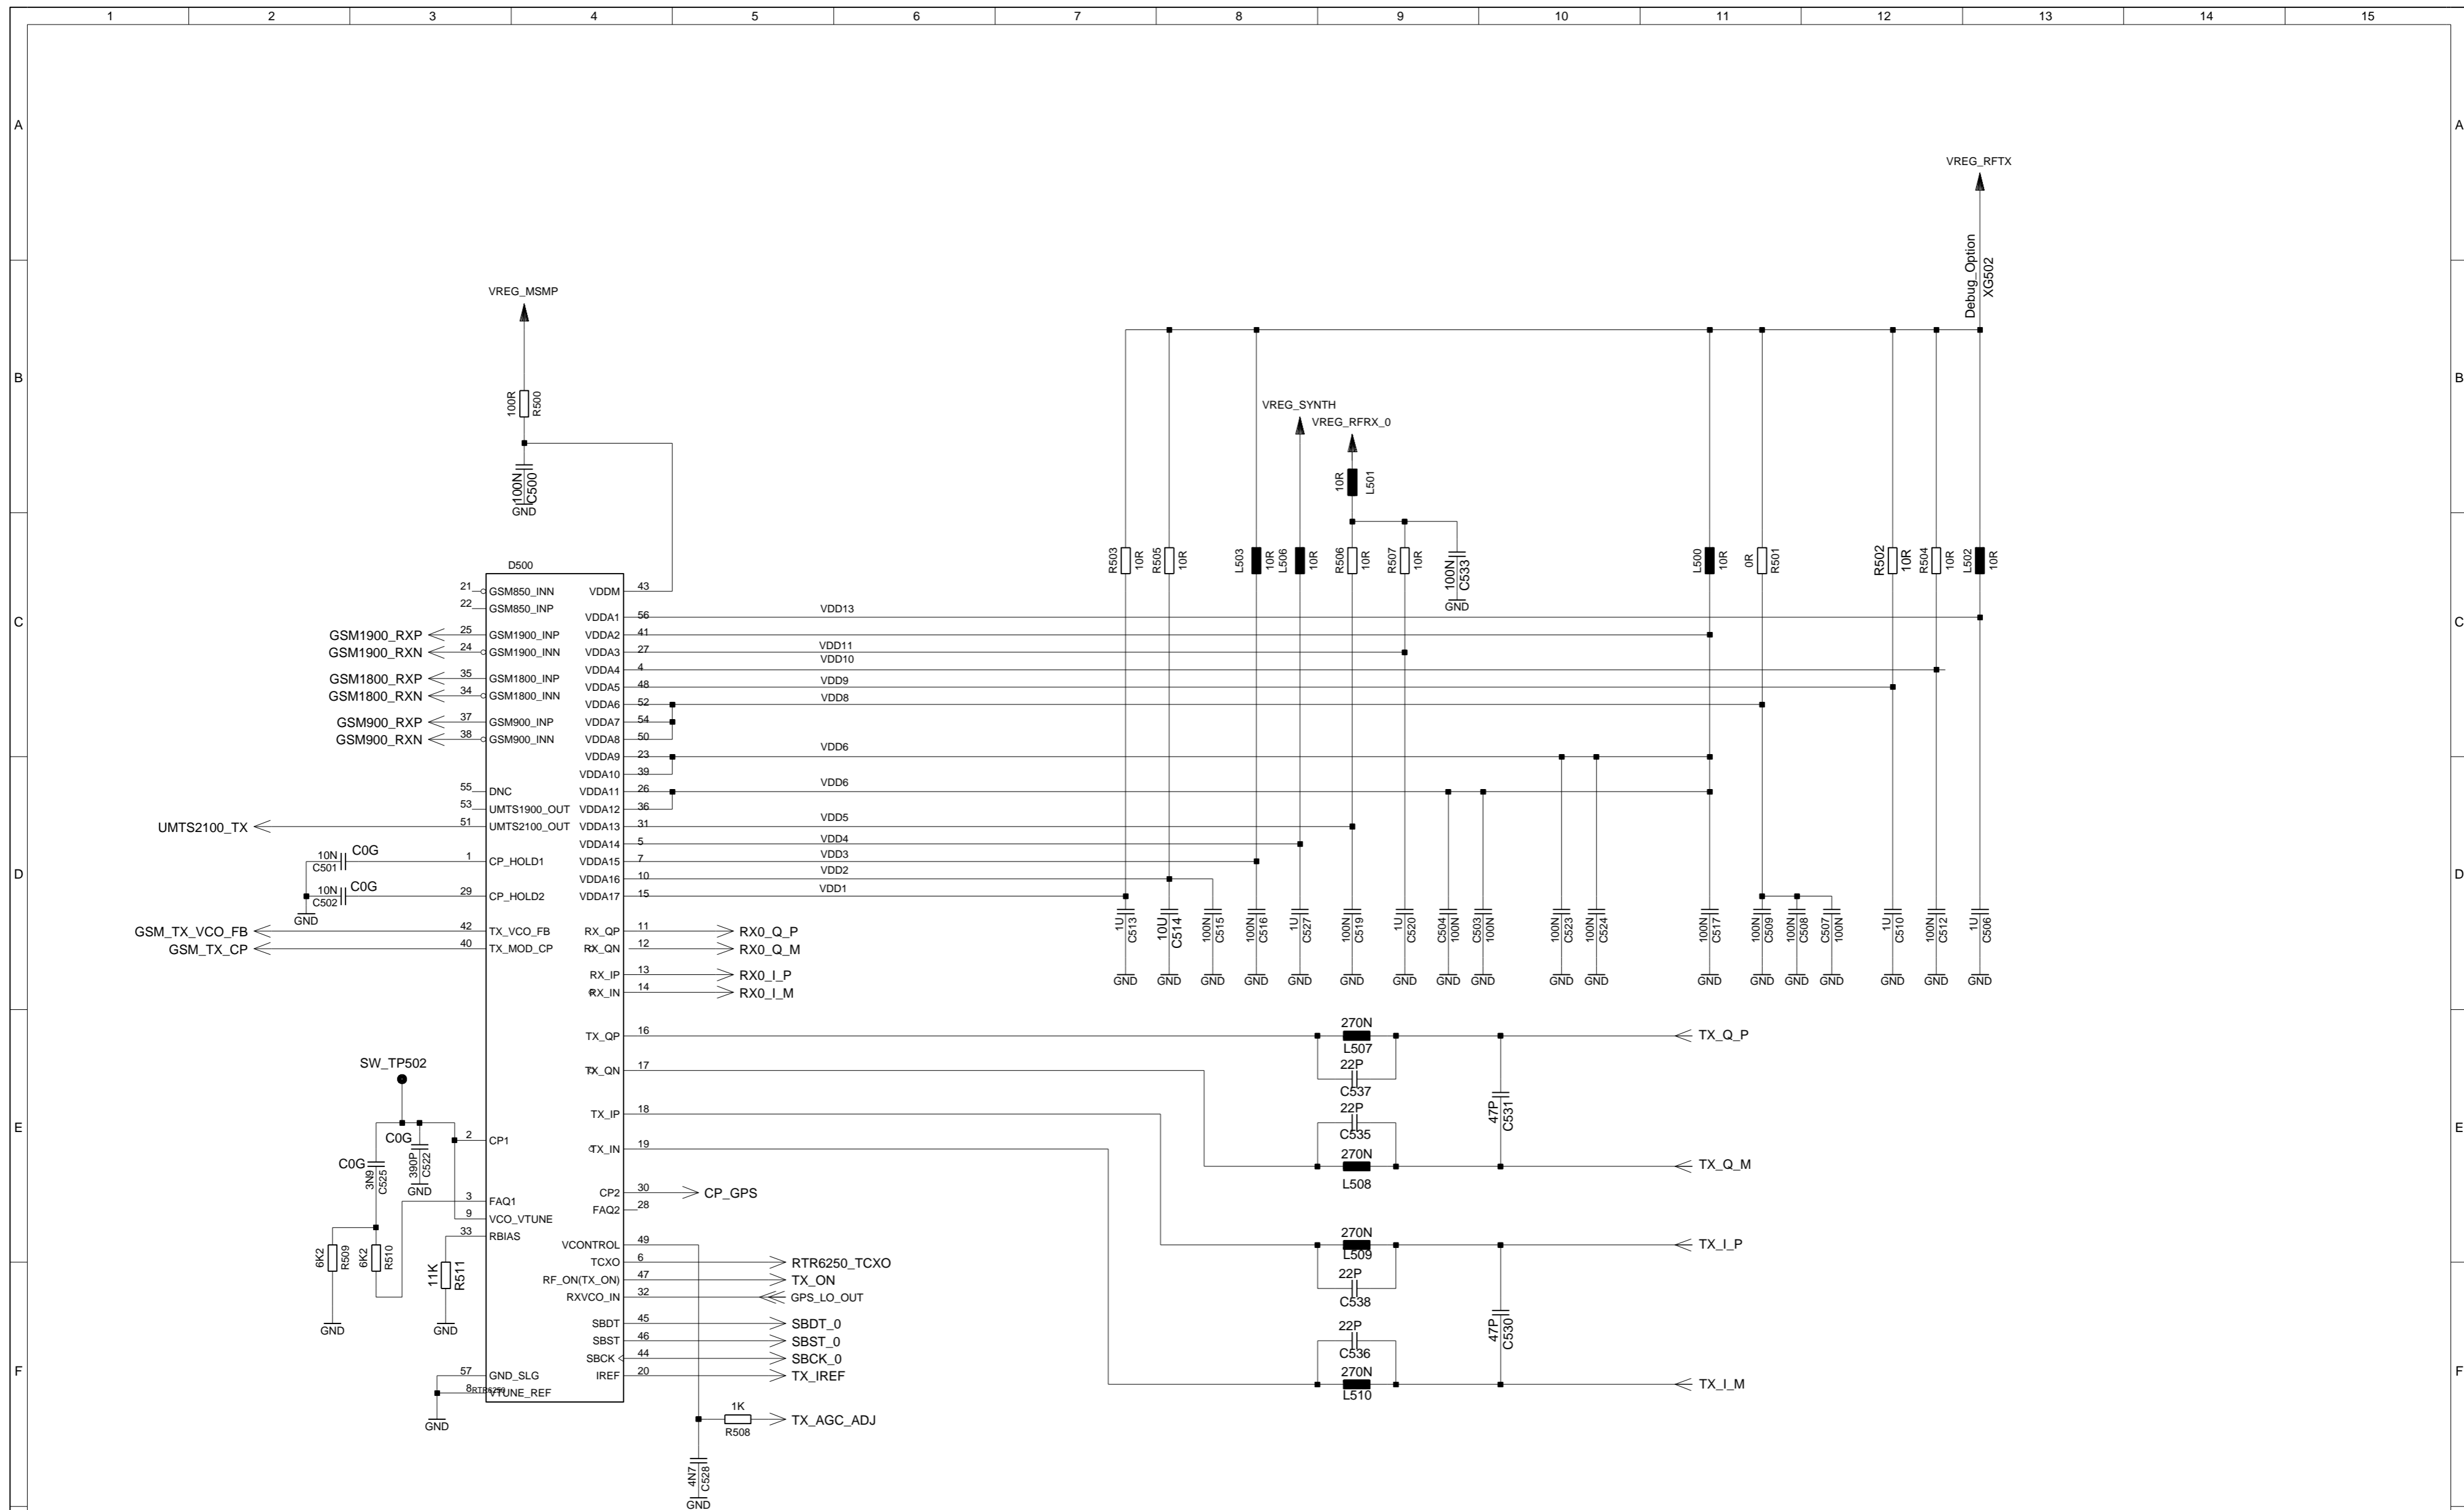 1 2 3 4 5 6 7 8 9 10 11 12 13 14 15
A A
VREG_RFTX
Debug_Option
XG502
VREG_MSMP
B B
100R
R500
VREG_SYNTH
VREG_RFRX_0
10R
L501
100N
C500
GND
R503
10R
R505
10R
L503
10R
L506
10R
R506
10R
R507
10R
100N
C533
GND
L500
10R
0R
R501
R502
10R
R504
10R
L502
10R
D500
21 GSM850_INN VDDM 43
22 GSM850_INP
VDDA1 56 VDD13
C C
GSM1900_RXP 25 GSM1900_INP VDDA2 41
GSM1900_RXN 24 GSM1900_INN VDDA3 27 VDD11
VDDA4 4 VDD10
GSM1800_RXP 35 GSM1800_INP
VDDA5 48 VDD9
GSM1800_RXN 34 GSM1800_INN
VDDA6 52 VDD8
GSM900_RXP 37 GSM900_INP VDDA7 54
GSM900_RXN 38 GSM900_INN VDDA8 50
VDDA9 23 VDD6
VDDA10 39
55 DNC VDDA11 26 VDD6
53 UMTS1900_OUT VDDA12 36
UMTS2100_TX 51 UMTS2100_OUT VDDA13 31 VDD5
VDDA14 5 VDD4
10N C0G
C501
1 CP_HOLD1 VDDA15 7 VDD3
D D
VDDA16 10 VDD2
10N C0G
C502
29 CP_HOLD2 VDDA17 15 VDD1
GND
1U
C513
10U
C514
100N
C515
100N
C516
1U
C527
100N
C519
1U
C520
C504
100N
C503
100N
100N
C523
100N
C524
100N
C517
100N
C509
100N
C508
C507
100N
1U
C510
100N
C512
1U
C506
GSM_TX_VCO_FB 42 TX_VCO_FB RX_QP 11 RX0_Q_P
GSM_TX_CP 40 TX_MOD_CP RX_QN 12 RX0_Q_M
RX_IP 13 RX0_I_P
GND GND GND GND GND GND GND GND GND GND GND GND GND GND GND GND GND GND
RX_IN 14 RX0_I_M
TX_QP 16 270N TX_Q_P
L507
SW_TP502
TX_QN 17 22P
C537
47P
C531
TX_IP 18 22P
C535
E E
C0G
390P
C522
GND
2 CP1
TX_IN 19 270N
L508
TX_Q_M
C0G
3N9
C525
CP2 30 CP_GPS
3 FAQ1 FAQ2 28
9 VCO_VTUNE
33 RBIAS
270N
L509
TX_I_P
VCONTROL 49
6K2
R509
6K2
R510
11K
R511
TCXO 6 RTR6250_TCXO
RF_ON(TX_ON) 47 TX_ON
22P
C538
RXVCO_IN 32 GPS_LO_OUT
GND GND
SBDT 45 SBDT_0
47P
C530
SBST 46 SBST_0
22P
C536
SBCK 44 SBCK_0
F F
57 GND_SLG IREF 20 TX_IREF
270N
L510
TX_I_M
8 RTR6250 VTUNE_REF
GND
1K
R508
TX_AGC_ADJ
4N7
C528
GND